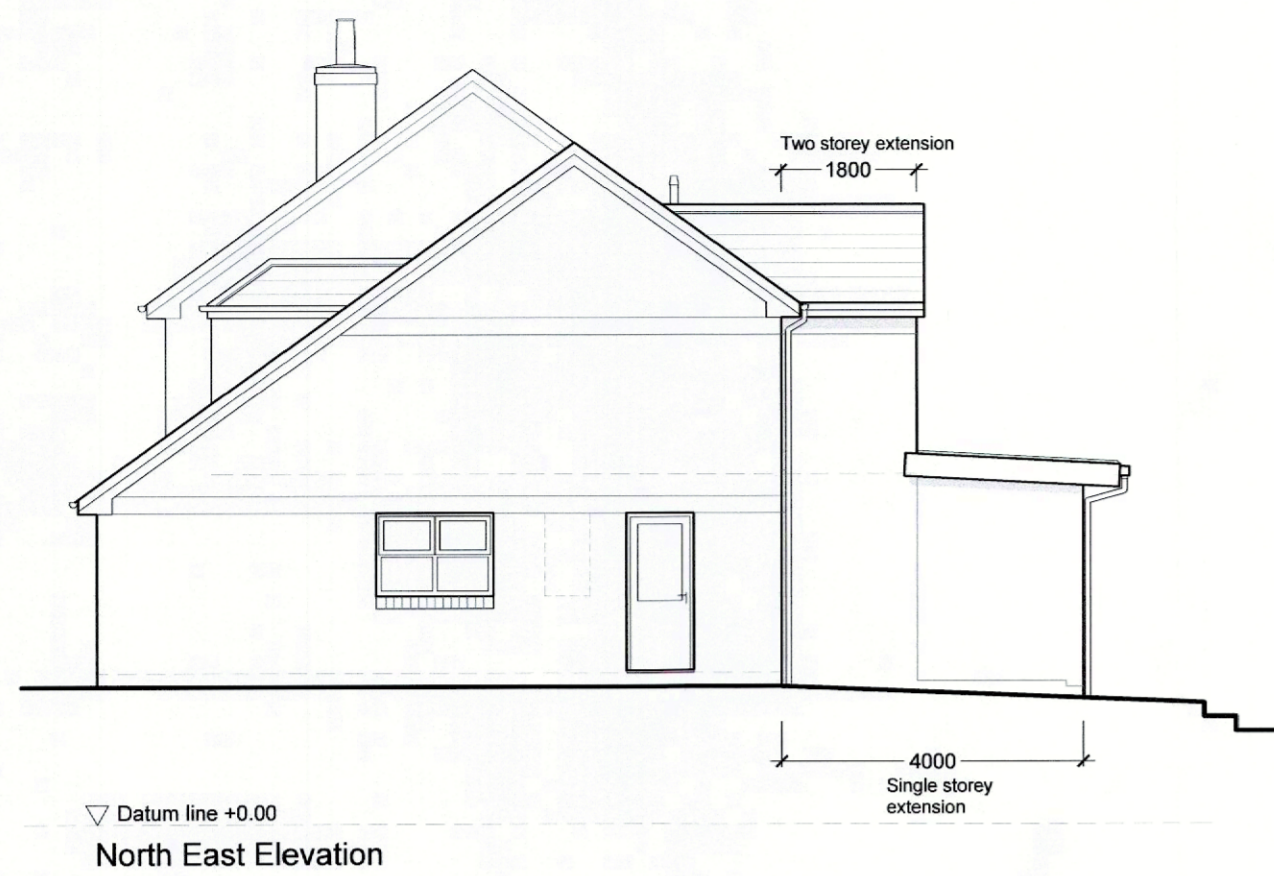 Two storey extension
1800
4000
Single storey
extension
Datum line +0.00
North East Elevation